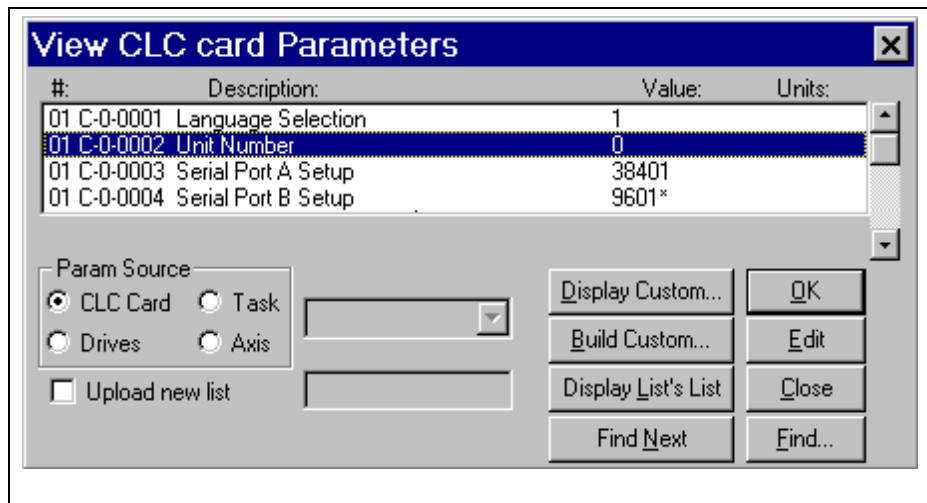 View CLC card Parameters
#: Description: Value: Units:
01 C-0-0001 Language Selection 1
01 C-0-0002 Unit Number 0
01 C-0-0003 Serial Port A Setup 38401
01 C-0-0004 Serial Port B Setup 9601*
Param Source
CLC Card Task
Drives Axis
Upload new list
Display Custom... OK
Build Custom... Edit
Display List's List Close
Find Next Find...